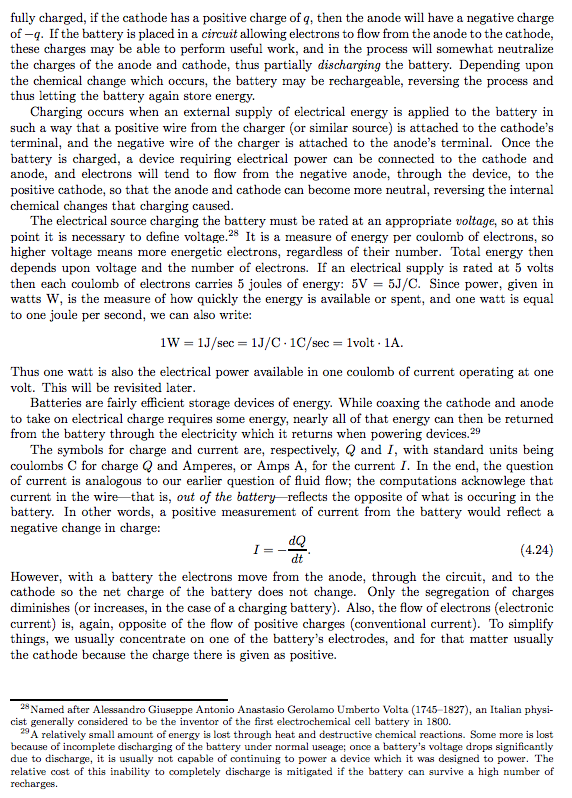 fully charged, if the cathode has a positive charge of q, then the anode will have a negative charge
of −q. If the battery is placed in a circuit allowing electrons to flow from the anode to the cathode,
these charges may be able to perform useful work, and in the process will somewhat neutralize
the charges of the anode and cathode, thus partially discharging the battery. Depending upon
the chemical change which occurs, the battery may be rechargeable, reversing the process and
thus letting the battery again store energy.
Charging occurs when an external supply of electrical energy is applied to the battery in
such a way that a positive wire from the charger (or similar source) is attached to the cathode's
terminal, and the negative wire of the charger is attached to the anode's terminal. Once the
battery is charged, a device requiring electrical power can be connected to the cathode and
anode, and electrons will tend to flow from the negative anode, through the device, to the
positive cathode, so that the anode and cathode can become more neutral, reversing the internal
chemical changes that charging caused.
The electrical source charging the battery must be rated at an appropriate voltage, so at this
point it is necessary to define voltage.²⁸ It is a measure of energy per coulomb of electrons, so
higher voltage means more energetic electrons, regardless of their number. Total energy then
depends upon voltage and the number of electrons. If an electrical supply is rated at 5 volts
then each coulomb of electrons carries 5 joules of energy: 5V = 5J/C. Since power, given in
watts W, is the measure of how quickly the energy is available or spent, and one watt is equal
to one joule per second, we can also write:
1W = 1J/sec = 1J/C · 1C/sec = 1volt · 1A.
Thus one watt is also the electrical power available in one coulomb of current operating at one
volt. This will be revisited later.
Batteries are fairly efficient storage devices of energy. While coaxing the cathode and anode
to take on electrical charge requires some energy, nearly all of that energy can then be returned
from the battery through the electricity which it returns when powering devices.²⁹
The symbols for charge and current are, respectively, Q and I, with standard units being
coulombs C for charge Q and Amperes, or Amps A, for the current I. In the end, the question
of current is analogous to our earlier question of fluid flow; the computations acknowlege that
current in the wire—that is, out of the battery—reflects the opposite of what is occuring in the
battery. In other words, a positive measurement of current from the battery would reflect a
negative change in charge:
I = −dQ/dt. (4.24)
However, with a battery the electrons move from the anode, through the circuit, and to the
cathode so the net charge of the battery does not change. Only the segregation of charges
diminishes (or increases, in the case of a charging battery). Also, the flow of electrons (electronic
current) is, again, opposite of the flow of positive charges (conventional current). To simplify
things, we usually concentrate on one of the battery's electrodes, and for that matter usually
the cathode because the charge there is given as positive.
²⁸Named after Alessandro Giuseppe Antonio Anastasio Gerolamo Umberto Volta (1745–1827), an Italian physi-
cist generally considered to be the inventor of the first electrochemical cell battery in 1800.
²⁹A relatively small amount of energy is lost through heat and destructive chemical reactions. Some more is lost
because of incomplete discharging of the battery under normal useage; once a battery's voltage drops significantly
due to discharge, it is usually not capable of continuing to power a device which it was designed to power. The
relative cost of this inability to completely discharge is mitigated if the battery can survive a high number of
recharges.